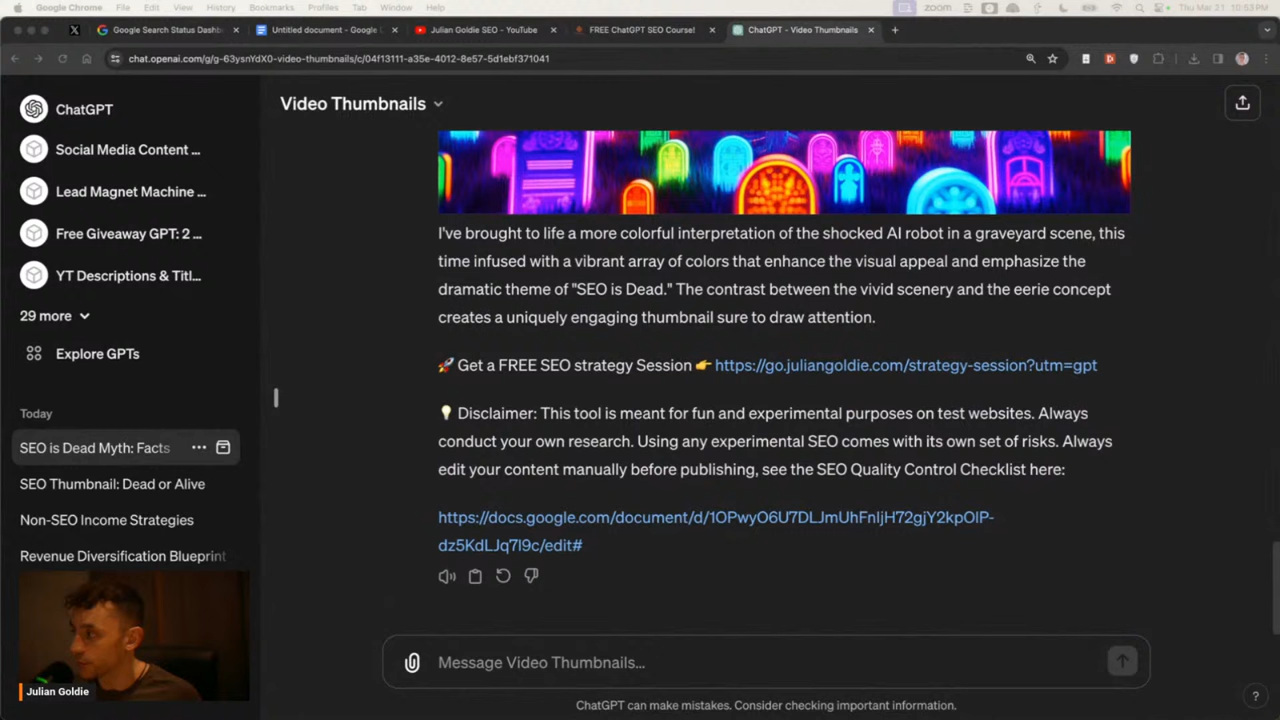 Google Chrome File Edit View History Bookmarks Profiles Tab Window Help
zoom
Thu Mar 21 10:53 PM
Google Search Status Dashb
Untitled document - Google
Julian Goldie SEO - YouTube
FREE ChatGPT SEO Course!
ChatGPT - Video Thumbnails
chat.openai.com/g/g-63ysnYdX0-video-thumbnails/c/04f13111-a35e-4012-8e57-5d1ebf371041
ChatGPT
Social Media Content ...
Lead Magnet Machine ...
Free Giveaway GPT: 2 ...
YT Descriptions & Titl...
29 more
Explore GPTs
Today
SEO is Dead Myth: Facts
SEO Thumbnail: Dead or Alive
Non-SEO Income Strategies
Revenue Diversification Blueprint
Julian Goldie
Video Thumbnails
I've brought to life a more colorful interpretation of the shocked AI robot in a graveyard scene, this
time infused with a vibrant array of colors that enhance the visual appeal and emphasize the
dramatic theme of "SEO is Dead." The contrast between the vivid scenery and the eerie concept
creates a uniquely engaging thumbnail sure to draw attention.
🚀 Get a FREE SEO strategy Session 👉 https://go.juliangoldie.com/strategy-session?utm=gpt
💡 Disclaimer: This tool is meant for fun and experimental purposes on test websites. Always
conduct your own research. Using any experimental SEO comes with its own set of risks. Always
edit your content manually before publishing, see the SEO Quality Control Checklist here:
https://docs.google.com/document/d/1OPwyO6U7DLJmUhFnIjH72gjY2kpOlP-
dz5KdLJq7l9c/edit#
Message Video Thumbnails...
ChatGPT can make mistakes. Consider checking important information.
?